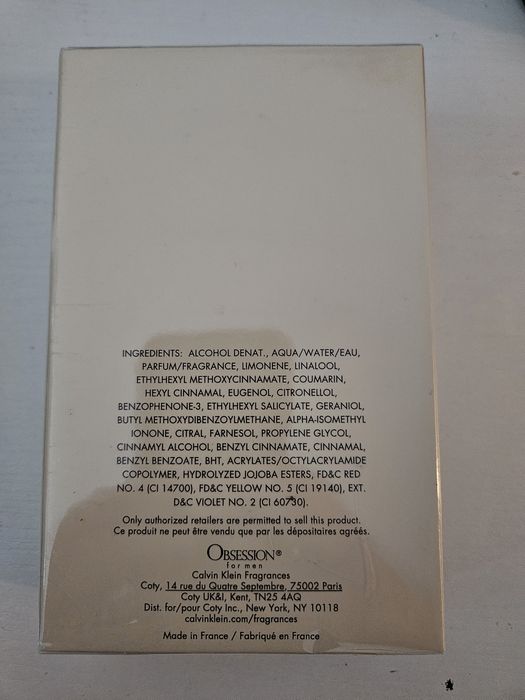 INGREDIENTS: ALCOHOL DENAT., AQUA/WATER/EAU,
PARFUM/FRAGRANCE, LIMONENE, LINALOOL,
ETHYLHEXYL METHOXYCINNAMATE, COUMARIN,
HEXYL CINNAMAL, EUGENOL, CITRONELLOL,
BENZOPHENONE-3, ETHYLHEXYL SALICYLATE, GERANIOL,
BUTYL METHOXYDIBENZOYLMETHANE, ALPHA-ISOMETHYL
IONONE, CITRAL, FARNESOL, PROPYLENE GLYCOL,
CINNAMYL ALCOHOL, BENZYL CINNAMATE, CINNAMAL,
BENZYL BENZOATE, BHT, ACRYLATES/OCTYLACRYLAMIDE
COPOLYMER, HYDROLYZED JOJOBA ESTERS, FD&C RED
NO. 4 (CI 14700), FD&C YELLOW NO. 5 (CI 19140), EXT.
D&C VIOLET NO. 2 (CI 60730).
Only authorized retailers are permitted to sell this product.
Ce produit ne peut être vendu que par les dépositaires agréés.
OBSESSION®
for men
Calvin Klein Fragrances
Coty, 14 rue du Quatre Septembre, 75002 Paris
Coty UK&I, Kent, TN25 4AQ
Dist. for/pour Coty Inc., New York, NY 10118
calvinklein.com/fragrances
Made in France / Fabriqué en France